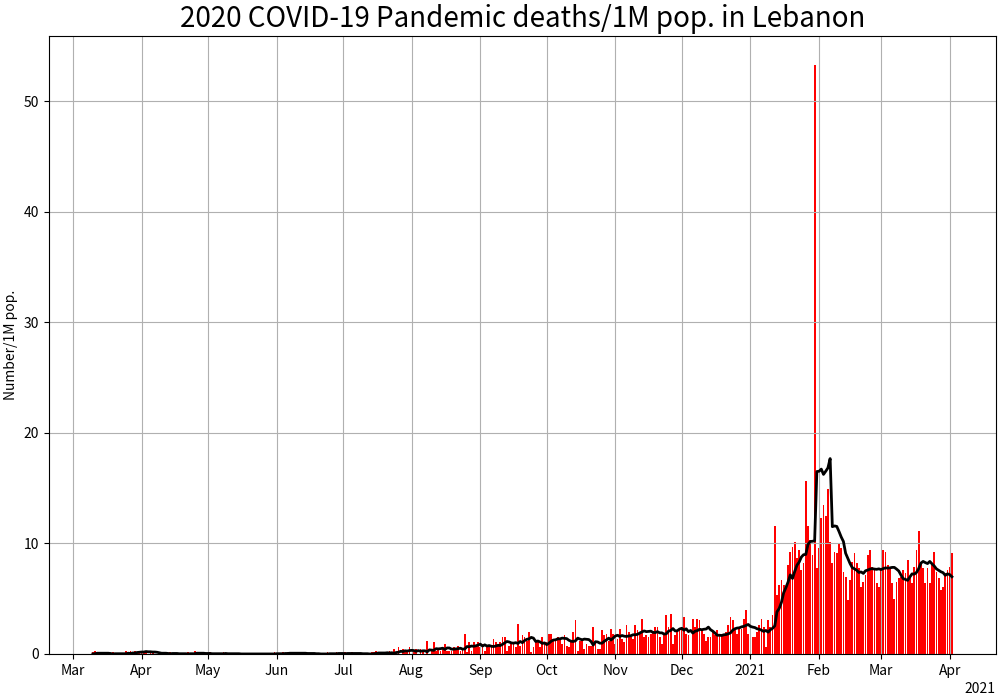 2020 COVID-19 Pandemic deaths/1M pop. in Lebanon
Number/1M pop.
50
40
30
20
10
0
Mar Apr May Jun Jul Aug Sep Oct Nov Dec 2021 Feb Mar Apr
2021